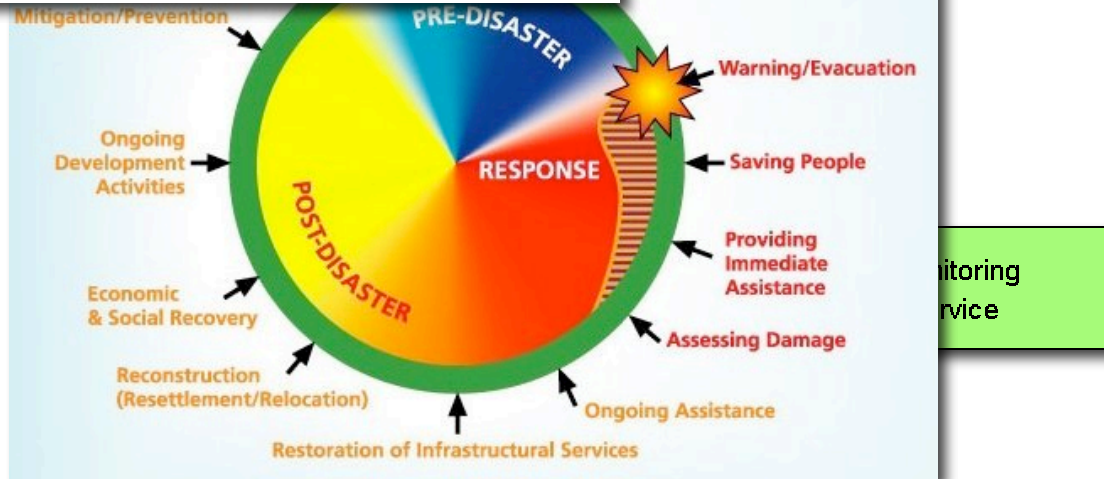 Mitigation/Prevention
PRE-DISASTER
Warning/Evacuation
Ongoing
Development
Activities
RESPONSE
Saving People
POST-DISASTER
Providing
Immediate
Assistance
Economic
& Social Recovery
Assessing Damage
Reconstruction
(Resettlement/Relocation)
Ongoing Assistance
Restoration of Infrastructural Services